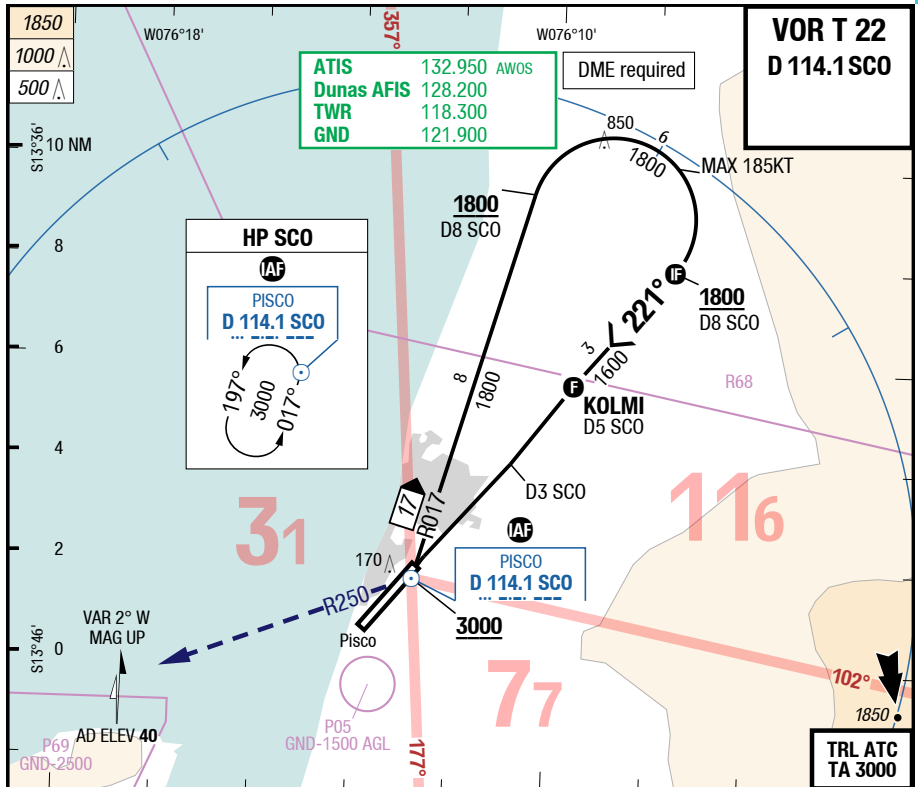 1850
1000
500
W076°18'
357°
W076°10'
VOR T 22
D 114.1 SCO
ATIS 132.950 AWOS
Dunas AFIS 128.200
TWR 118.300
GND 121.900
DME required
S13°36'
10 NM
850
6
1800
MAX 185KT
1800
D8 SCO
HP SCO
IAF
PISCO
D 114.1 SCO
197°
3000
017°
8
IF
1800
D8 SCO
221°
3
1600
6
8
1800
F
KOLMI
D5 SCO
R68
4
D3 SCO
17
R017
31
116
IAF
PISCO
D 114.1 SCO
2
170
R250
3000
VAR 2° W
MAG UP
S13°46'
0
Pisco
77
102°
1850
P05
GND-1500 AGL
AD ELEV 40
P69
GND-2500
177°
TRL ATC
TA 3000